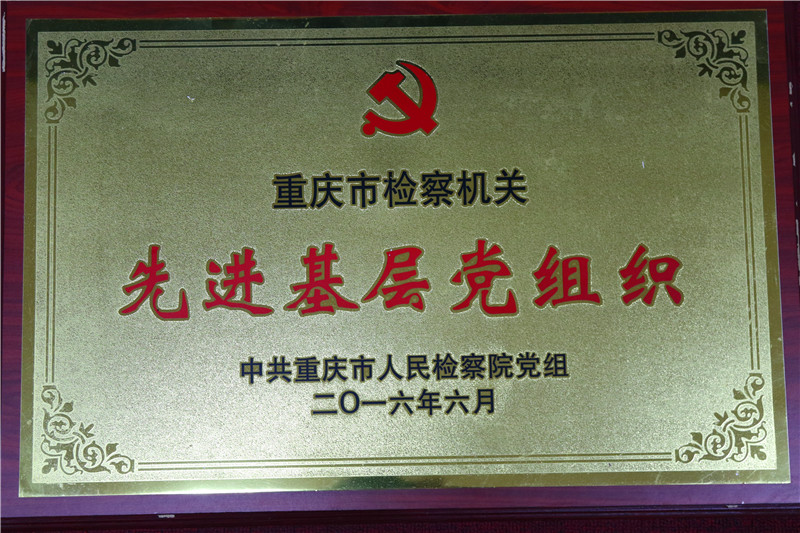 重庆市检察机关
先进基层党组织
中共重庆市人民检察院党组
二〇一六年六月